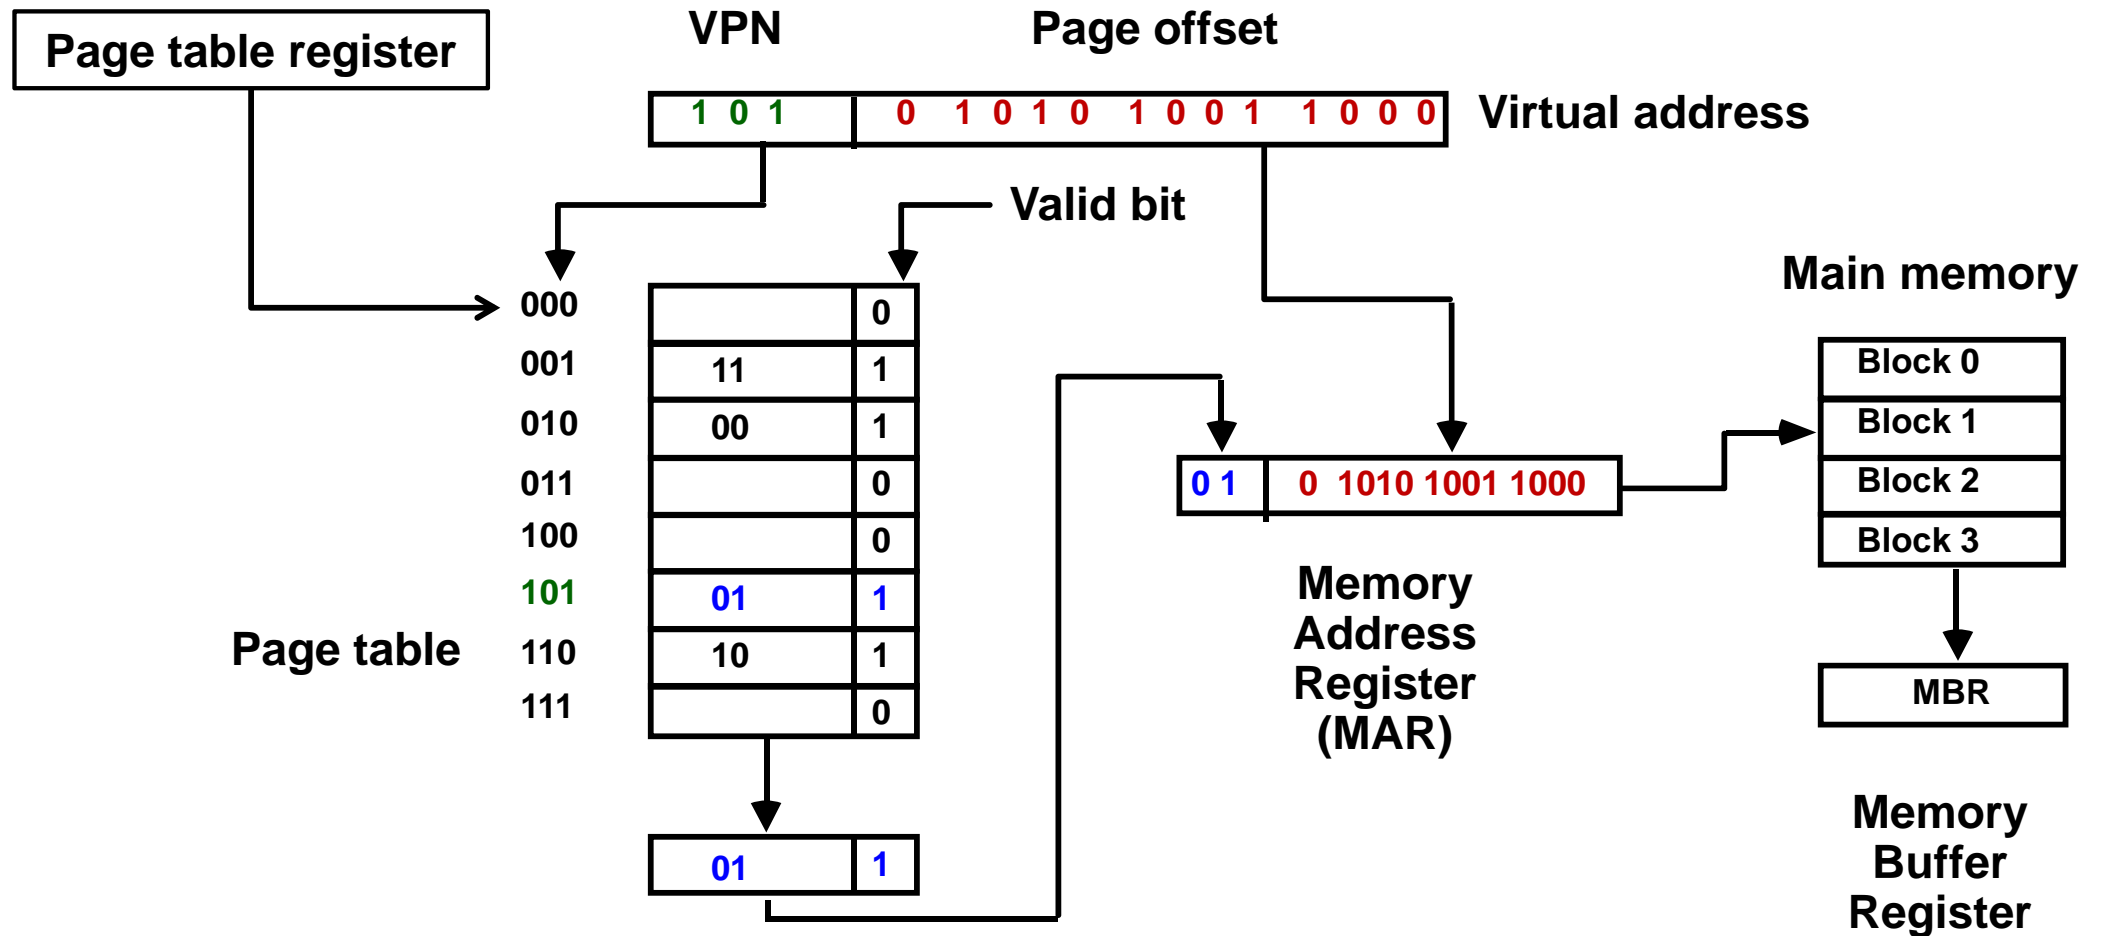 Page table register
VPN
Page offset
1 0 1
0 1 0 1 0 1 0 0 1 1 0 0 0
Virtual address
Valid bit
000
0
001
11
1
010
00
1
011
0
100
0
101
01
1
110
10
1
111
0
Page table
01
1
0 1
0 1010 1001 1000
Memory
Address
Register
(MAR)
Main memory
Block 0
Block 1
Block 2
Block 3
MBR
Memory
Buffer
Register